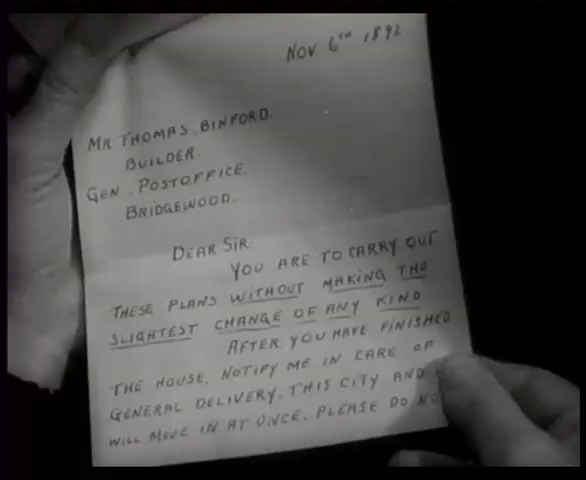 NOV 6TH 1892
MR THOMAS. BINFORD.
BUILDER.
GEN. POSTOFFICE.
BRIDGEWOOD.
DEAR SIR
YOU ARE TO CARRY OUT
THESE PLANS WITHOUT MAKING THE
SLIGHTEST CHANGE OF ANY KIND
AFTER YOU HAVE FINISHED
THE HOUSE, NOTIFY ME IN CARE OF
GENERAL DELIVERY, THIS CITY AND
WILL MOVE IN AT ONCE. PLEASE DO